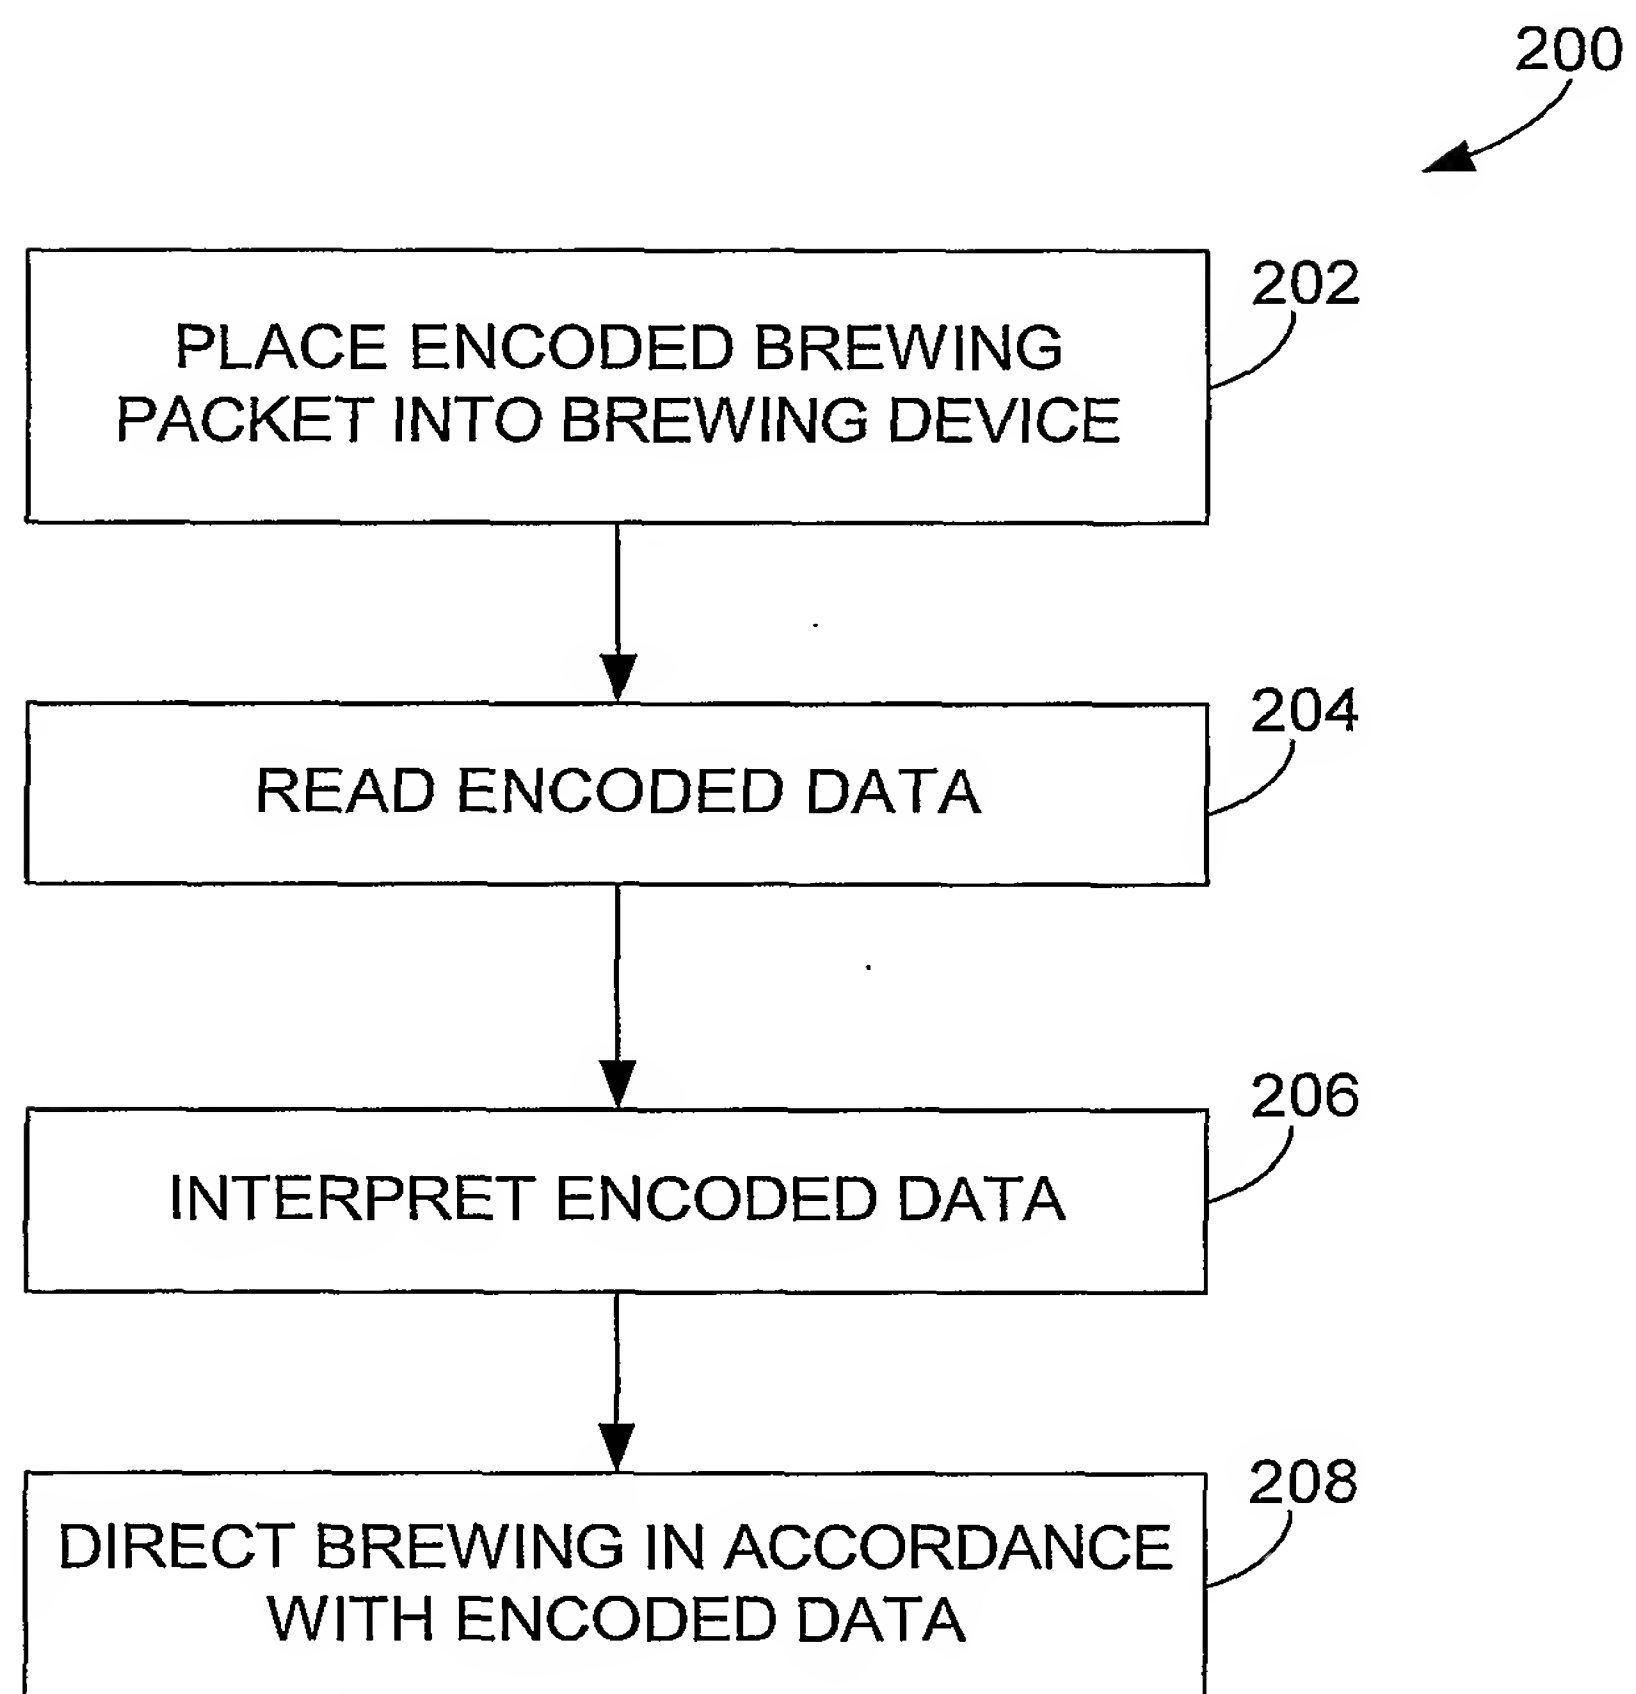 200
202
PLACE ENCODED BREWING
PACKET INTO BREWING DEVICE
204
READ ENCODED DATA
206
INTERPRET ENCODED DATA
208
DIRECT BREWING IN ACCORDANCE
WITH ENCODED DATA